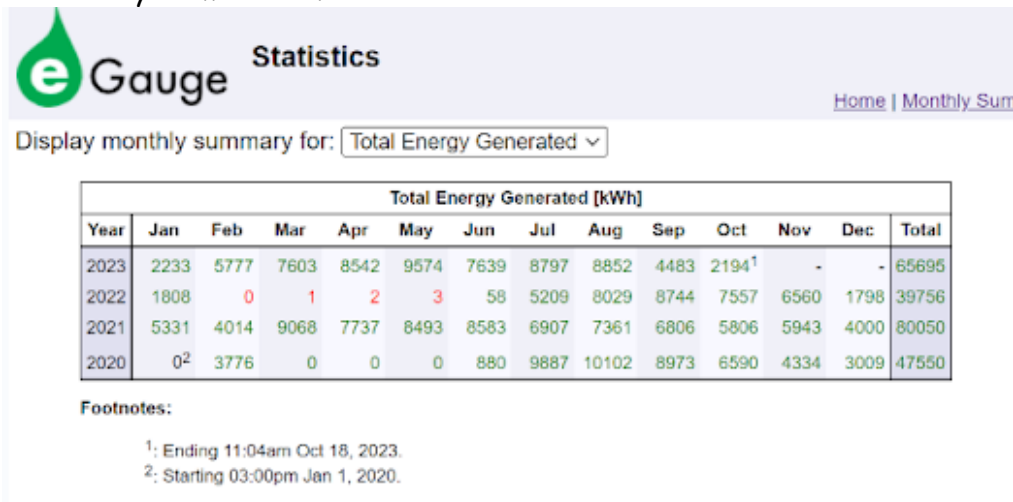 e Gauge Statistics
Home | Monthly Sum
Display monthly summary for: Total Energy Generated
Total Energy Generated [kWh]
Year Jan Feb Mar Apr May Jun Jul Aug Sep Oct Nov Dec Total
2023 2233 5777 7603 8542 9574 7639 8797 8852 4483 2194¹ - - 65695
2022 1808 0 1 2 3 58 5209 8029 8744 7557 6560 1798 39756
2021 5331 4014 9068 7737 8493 8583 6907 7361 6806 5806 5943 4000 80050
2020 0² 3776 0 0 0 880 9887 10102 8973 6590 4334 3009 47550
Footnotes:
¹: Ending 11:04am Oct 18, 2023.
²: Starting 03:00pm Jan 1, 2020.